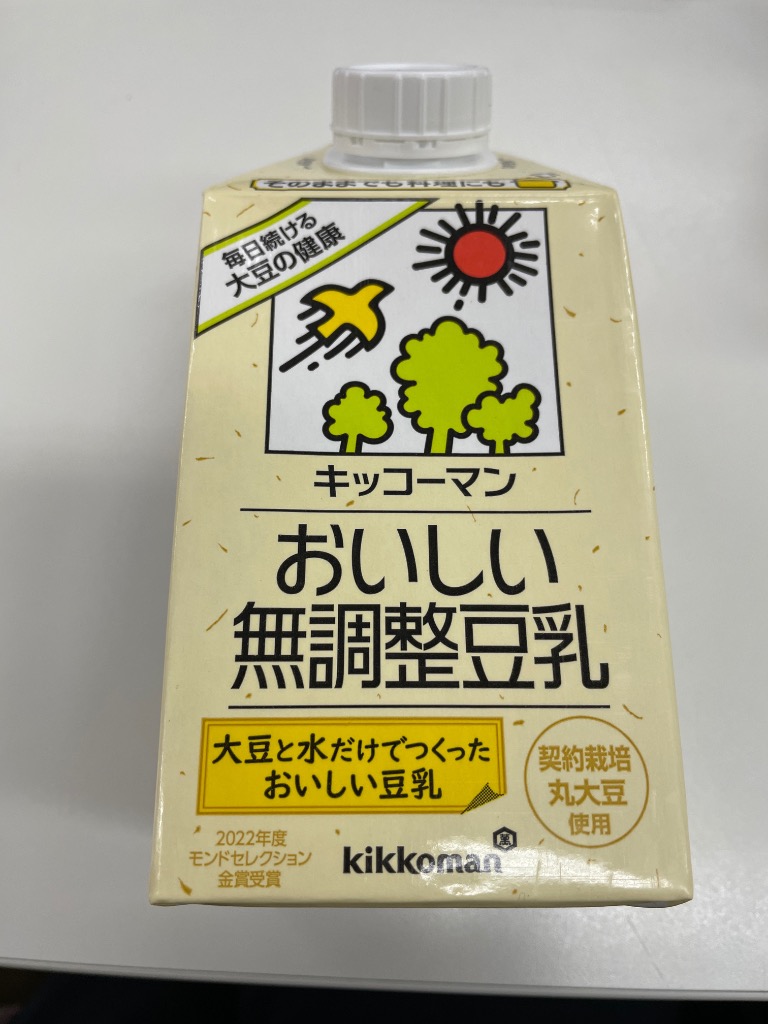 そのままでも料理にも
毎日続ける
大豆の健康
キッコーマン
おいしい
無調整豆乳
大豆と水だけでつくった
おいしい豆乳
契約栽培
丸大豆
使用
2022年度
モンドセレクション
金賞受賞
kikkoman
萬